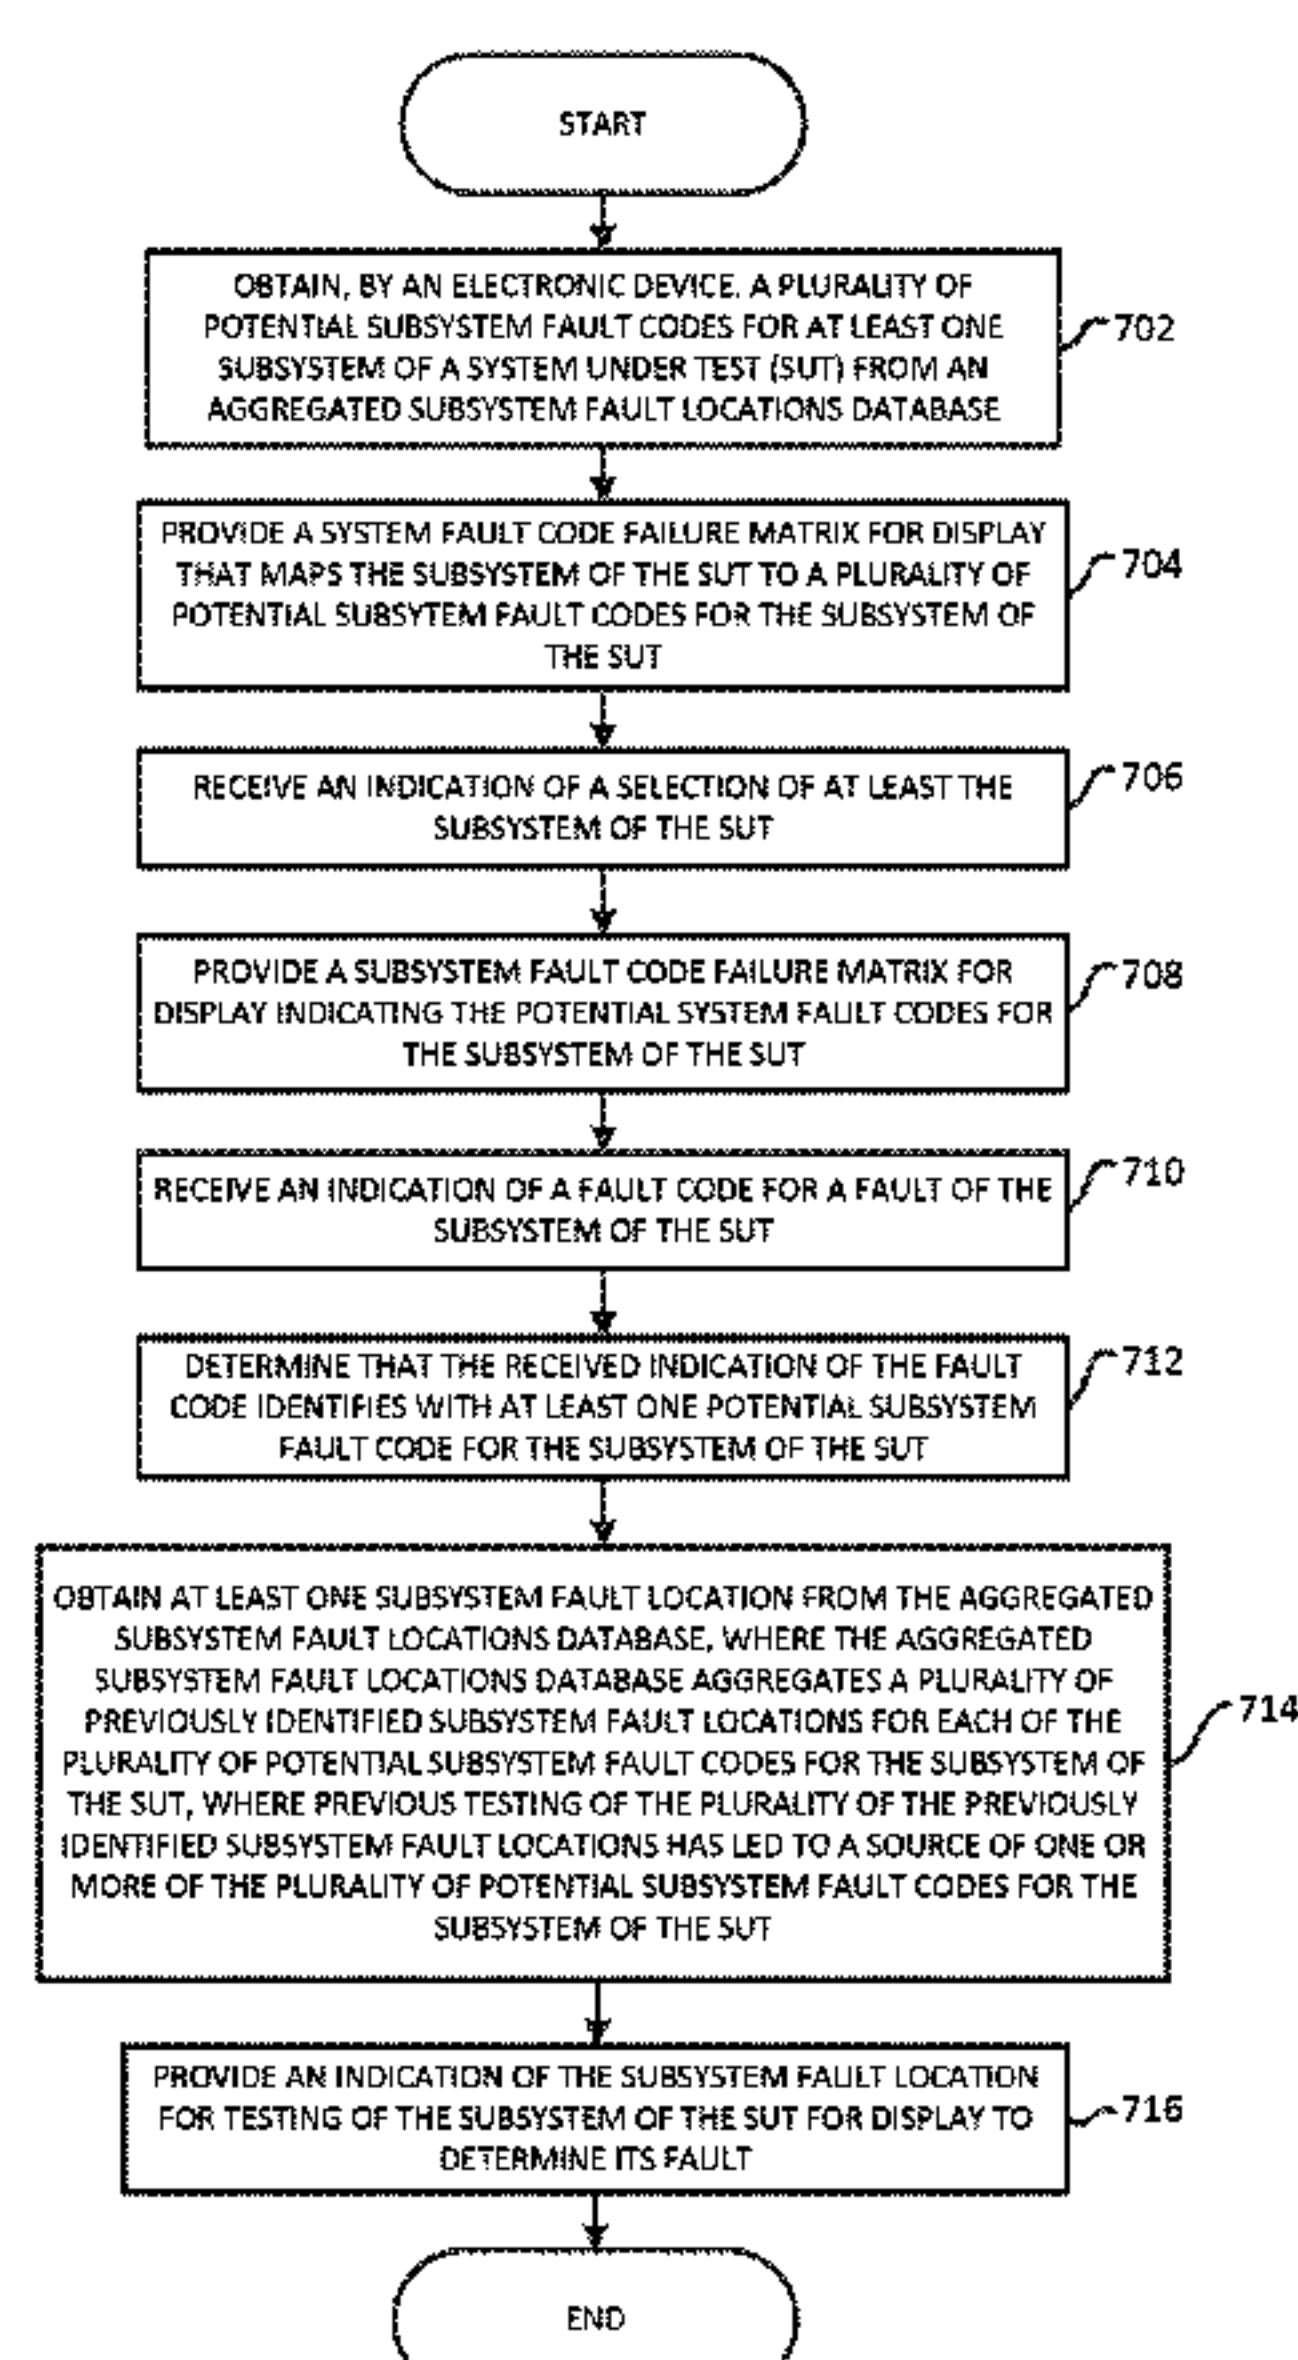 START
OBTAIN, BY AN ELECTRONIC DEVICE, A PLURALITY OF
POTENTIAL SUBSYSTEM FAULT CODES FOR AT LEAST ONE
SUBSYSTEM OF A SYSTEM UNDER TEST (SUT) FROM AN
AGGREGATED SUBSYSTEM FAULT LOCATIONS DATABASE
702
PROVIDE A SYSTEM FAULT CODE FAILURE MATRIX FOR DISPLAY
THAT MAPS THE SUBSYSTEM OF THE SUT TO A PLURALITY OF
POTENTIAL SUBSYTEM FAULT CODES FOR THE SUBSYSTEM OF
THE SUT
704
RECEIVE AN INDICATION OF A SELECTION OF AT LEAST THE
SUBSYSTEM OF THE SUT
706
PROVIDE A SUBSYSTEM FAULT CODE FAILURE MATRIX FOR
DISPLAY INDICATING THE POTENTIAL SYSTEM FAULT CODES FOR
THE SUBSYSTEM OF THE SUT
708
RECEIVE AN INDICATION OF A FAULT CODE FOR A FAULT OF THE
SUBSYSTEM OF THE SUT
710
DETERMINE THAT THE RECEIVED INDICATION OF THE FAULT
CODE IDENTIFIES WITH AT LEAST ONE POTENTIAL SUBSYSTEM
FAULT CODE FOR THE SUBSYSTEM OF THE SUT
712
OBTAIN AT LEAST ONE SUBSYSTEM FAULT LOCATION FROM THE AGGREGATED
SUBSYSTEM FAULT LOCATIONS DATABASE, WHERE THE AGGREGATED
SUBSYSTEM FAULT LOCATIONS DATABASE AGGREGATES A PLURALITY OF
PREVIOUSLY IDENTIFIED SUBSYSTEM FAULT LOCATIONS FOR EACH OF THE
PLURALITY OF POTENTIAL SUBSYSTEM FAULT CODES FOR THE SUBSYSTEM OF
THE SUT, WHERE PREVIOUS TESTING OF THE PLURALITY OF THE PREVIOUSLY
IDENTIFIED SUBSYSTEM FAULT LOCATIONS HAS LED TO A SOURCE OF ONE OR
MORE OF THE PLURALITY OF POTENTIAL SUBSYSTEM FAULT CODES FOR THE
SUBSYSTEM OF THE SUT
714
PROVIDE AN INDICATION OF THE SUBSYSTEM FAULT LOCATION
FOR TESTING OF THE SUBSYSTEM OF THE SUT FOR DISPLAY TO
DETERMINE ITS FAULT
716
END